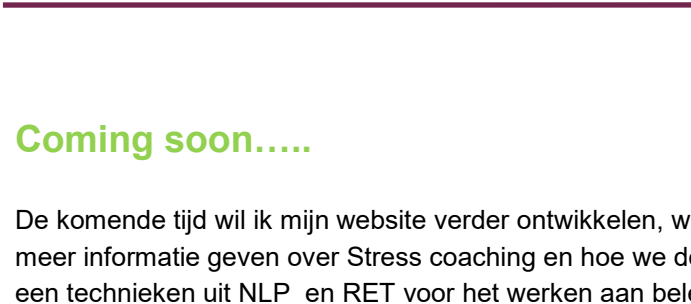 Coming soon…..
De komende tijd wil ik mijn website verder ontwikkelen,
meer informatie geven over Stress coaching en hoe we
een technieken uit NLP en RET voor het werken aan